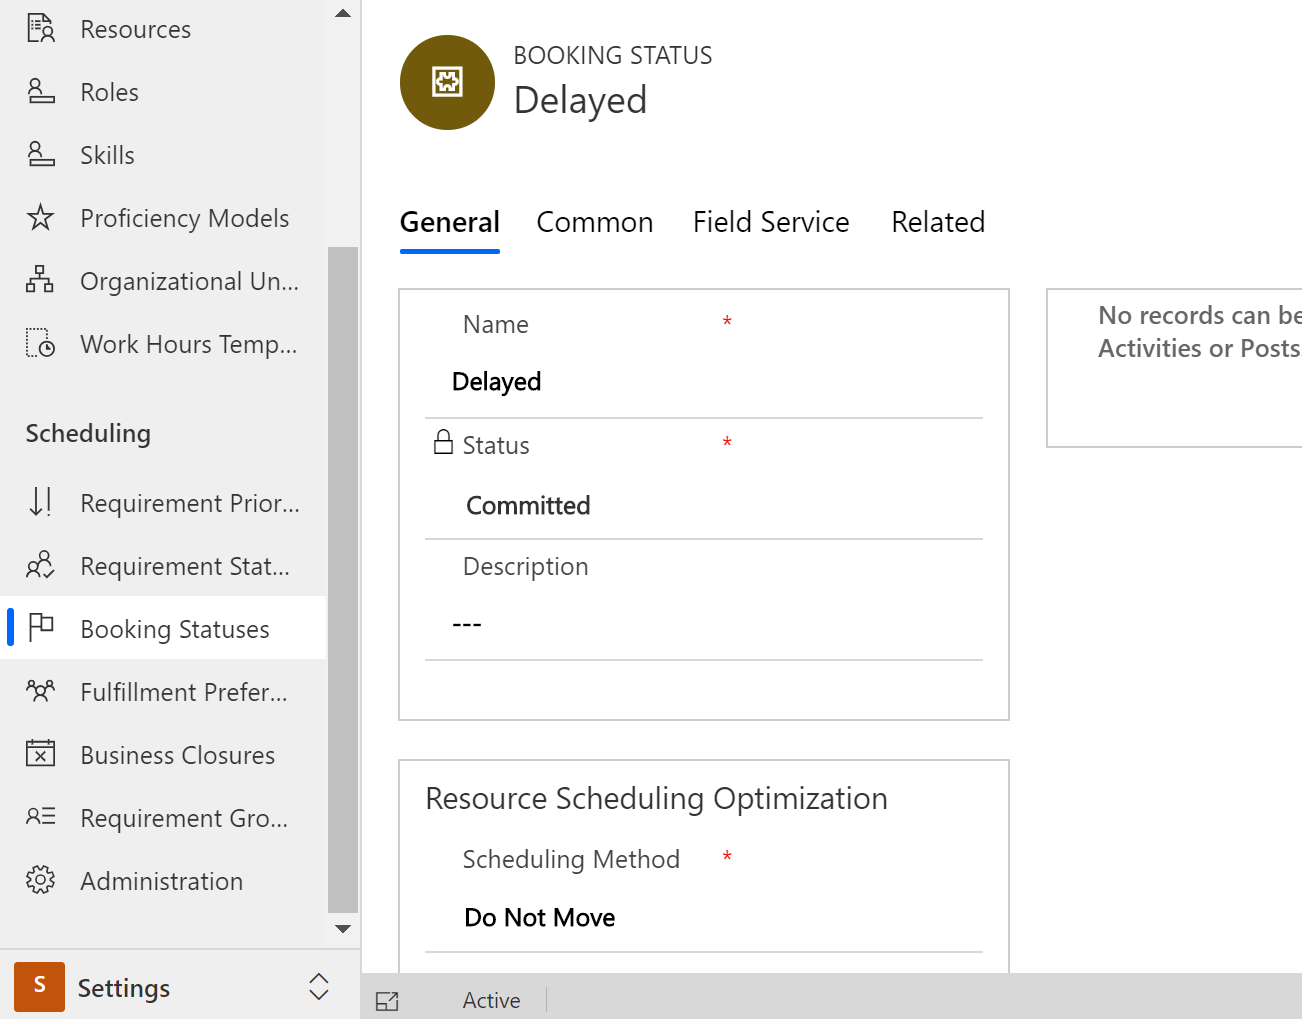 Resources
Roles
Skills
Proficiency Models
Organizational Un...
Work Hours Temp...
Scheduling
Requirement Prior...
Requirement Stat...
Booking Statuses
Fulfillment Prefer...
Business Closures
Requirement Gro...
Administration
S
Settings
BOOKING STATUS
Delayed
General Common Field Service Related
Name *
Delayed
Status *
Committed
Description
---
No records can be
Activities or Posts
Resource Scheduling Optimization
Scheduling Method *
Do Not Move
Active